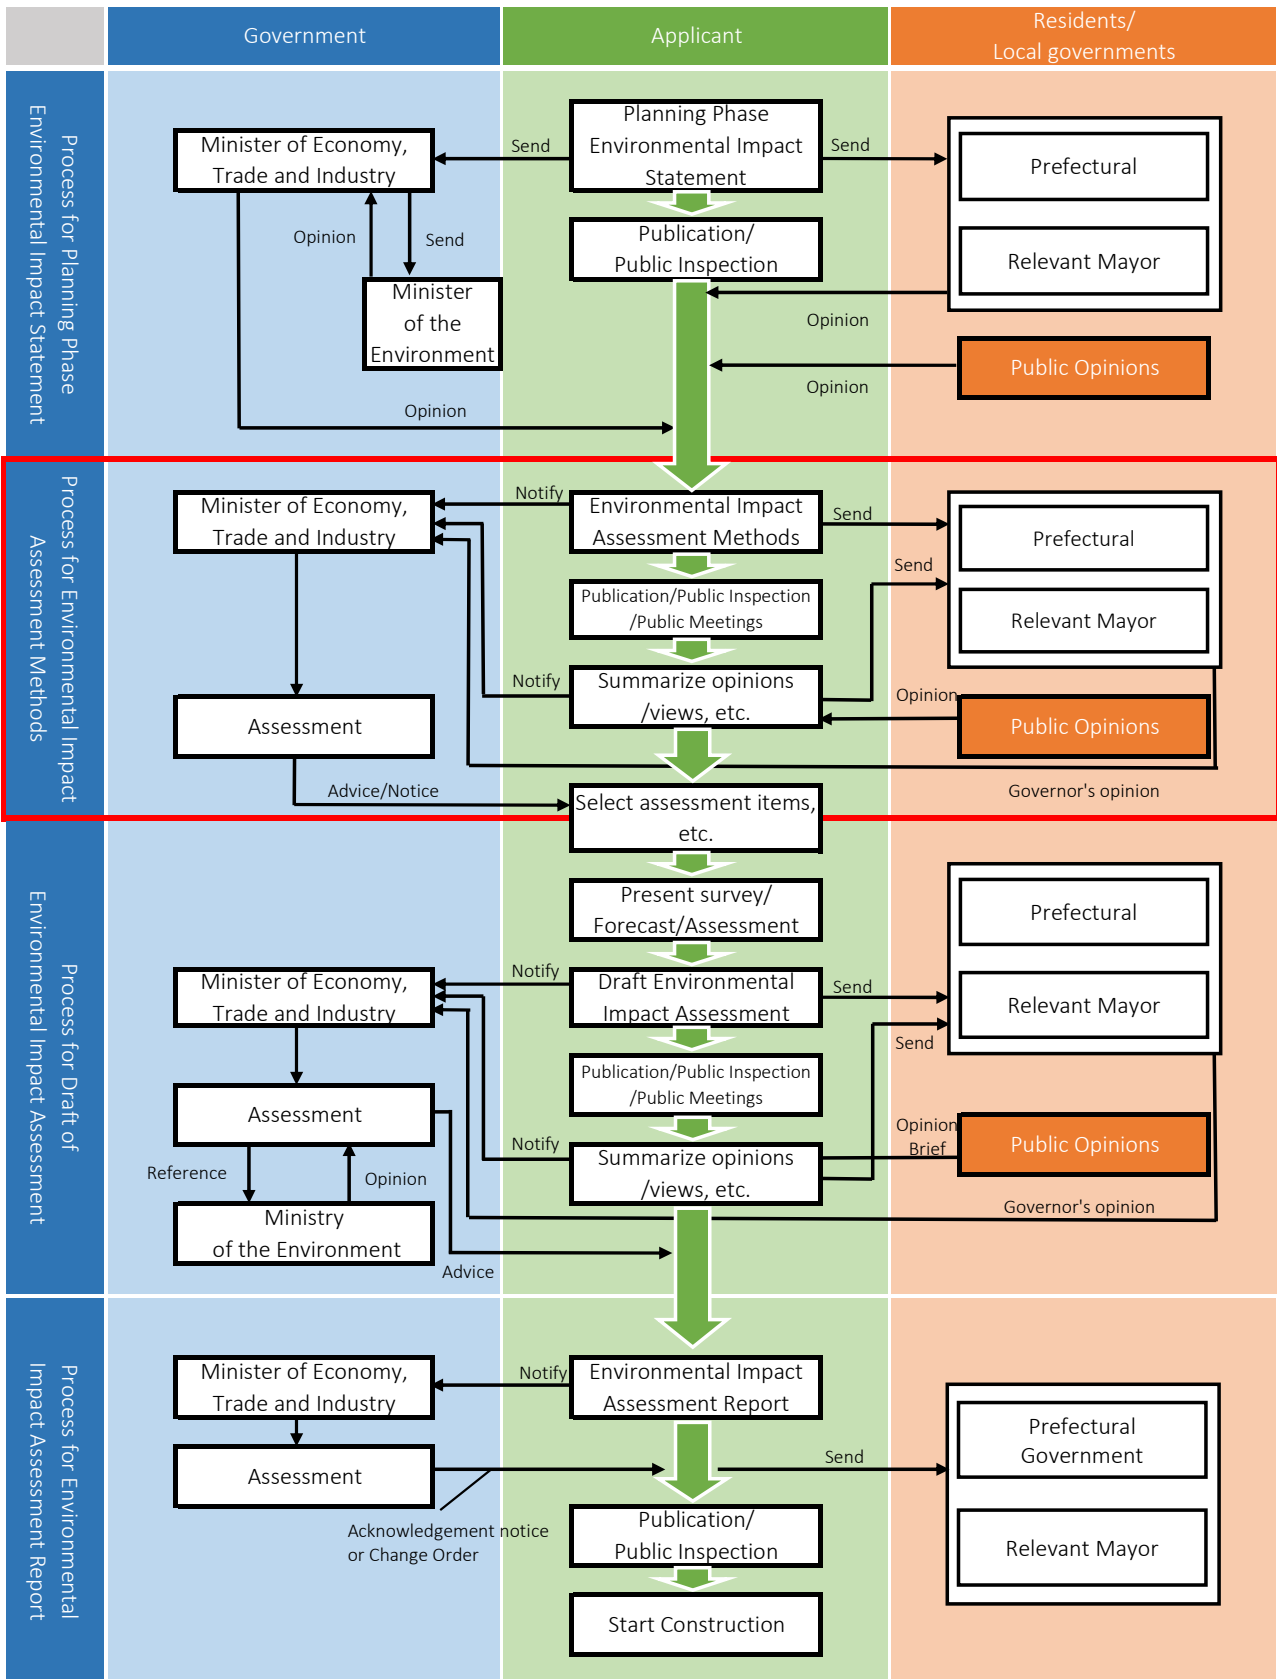 Government
Applicant
Residents/
Local governments
Process for Planning Phase
Environmental Impact Statement
Minister of Economy,
Trade and Industry
Send
Planning Phase
Environmental Impact
Statement
Send
Prefectural
Opinion
Send
Publication/
Public Inspection
Relevant Mayor
Minister
of the
Environment
Opinion
Public Opinions
Opinion
Opinion
Process for Environmental Impact
Assessment Methods
Minister of Economy,
Trade and Industry
Notify
Environmental Impact
Assessment Methods
Send
Prefectural
Send
Publication/Public Inspection
/Public Meetings
Relevant Mayor
Notify
Summarize opinions
/views, etc.
Opinion
Public Opinions
Assessment
Advice/Notice
Governor's opinion
Select assessment items,
etc.
Process for Draft of
Environmental Impact Assessment
Present survey/
Forecast/Assessment
Prefectural
Minister of Economy,
Trade and Industry
Notify
Draft Environmental
Impact Assessment
Send
Relevant Mayor
Send
Publication/Public Inspection
/Public Meetings
Assessment
Notify
Summarize opinions
/views, etc.
Opinion
Brief
Public Opinions
Reference
Opinion
Ministry
of the Environment
Governor's opinion
Advice
Process for Environmental
Impact Assessment Report
Minister of Economy,
Trade and Industry
Notify
Environmental Impact
Assessment Report
Prefectural
Government
Assessment
Send
Acknowledgement notice
or Change Order
Publication/
Public Inspection
Relevant Mayor
Start Construction